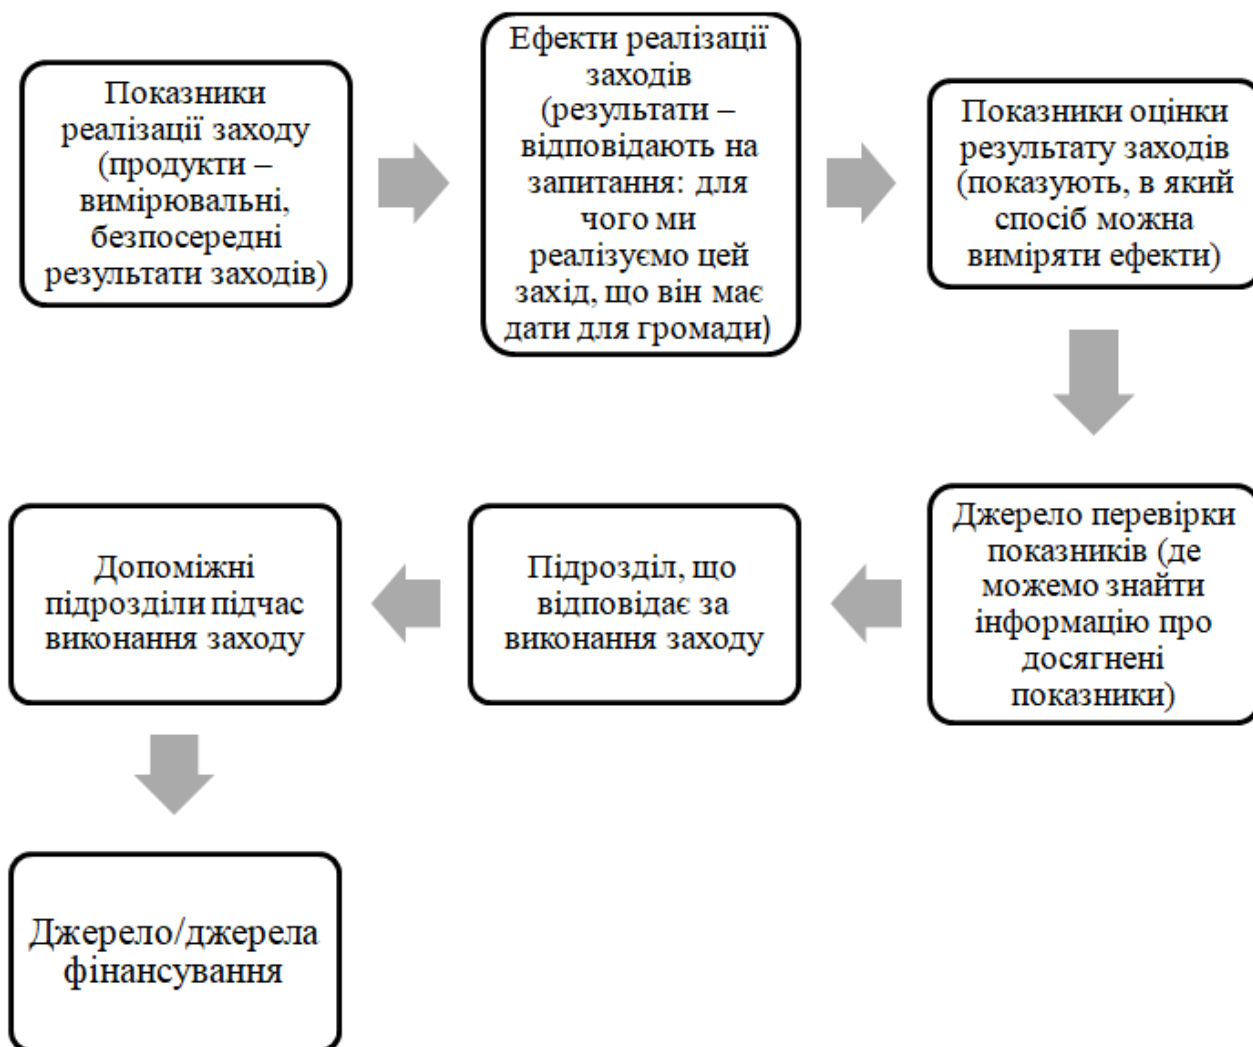 Показники
реалізації заходу
(продукти –
вимірювальні,
безпосередні
результати заходів)
Ефекти реалізації
заходів
(результати –
відповідають на
запитання: для
чого ми
реалізуємо цей
захід, що він має
дати для громади)
Показники оцінки
результату заходів
(показують, в який
спосіб можна
виміряти ефекти)
Джерело перевірки
показників (де
можемо знайти
інформацію про
досягнені
показники)
Підрозділ, що
відповідає за
виконання заходу
Допоміжні
підрозділи підчас
виконання заходу
Джерело/джерела
фінансування